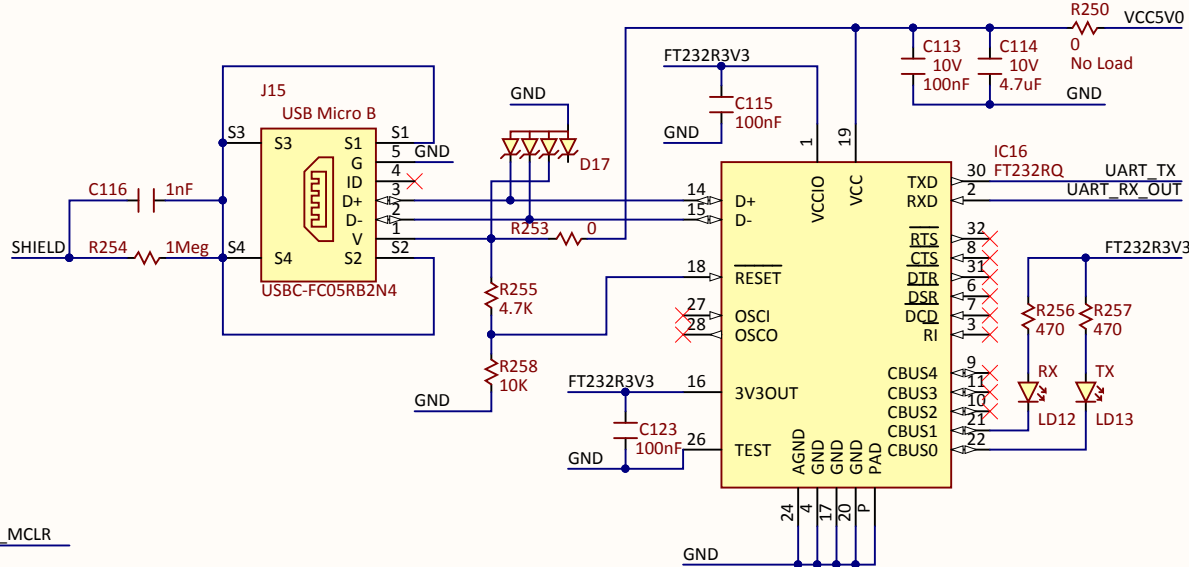 R250
VCC5V0
0
No Load
C113
10V
100nF
C114
10V
4.7uF
GND
FT232R3V3
C115
100nF
GND
J15
USB Micro B
S3
S3
S1
S1
G
5
GND
ID
4
D+
3
D-
2
V
1
S4
S4
S2
S2
USBC-FC05RB2N4
C116
1nF
SHIELD
R254
1Meg
GND
D17
R253
0
R255
4.7K
R258
10K
GND
IC16
FT232RQ
1
VCCIO
19
VCC
14
D+
15
D-
18
RESET
27
OSCI
28
OSCO
16
3V3OUT
26
TEST
TXD
30
UART_TX
RXD
2
UART_RX_OUT
RTS
32
CTS
8
DTR
31
DSR
6
DCD
7
RI
3
CBUS4
9
CBUS3
11
CBUS2
10
CBUS1
21
CBUS0
22
AGND
GND
GND
GND
PAD
24
4
17
20
P
GND
FT232R3V3
C123
100nF
GND
FT232R3V3
R256
470
R257
470
RX
LD12
TX
LD13
_MCLR